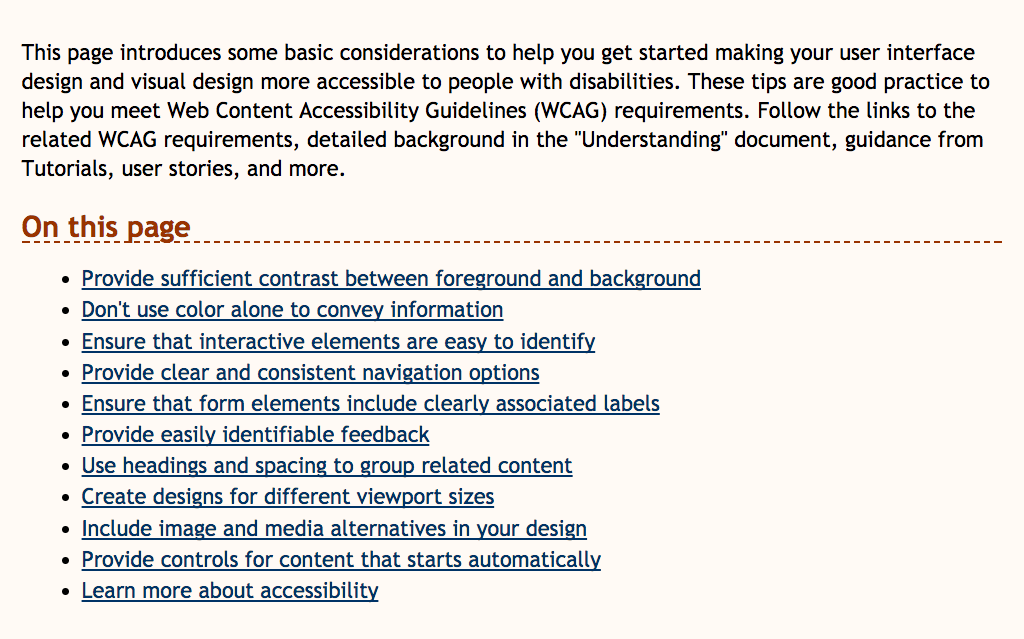 This page introduces some basic considerations to help you get started making your user interface
design and visual design more accessible to people with disabilities. These tips are good practice to
help you meet Web Content Accessibility Guidelines (WCAG) requirements. Follow the links to the
related WCAG requirements, detailed background in the "Understanding" document, guidance from
Tutorials, user stories, and more.
On this page
• Provide sufficient contrast between foreground and background
• Don't use color alone to convey information
• Ensure that interactive elements are easy to identify
• Provide clear and consistent navigation options
• Ensure that form elements include clearly associated labels
• Provide easily identifiable feedback
• Use headings and spacing to group related content
• Create designs for different viewport sizes
• Include image and media alternatives in your design
• Provide controls for content that starts automatically
• Learn more about accessibility